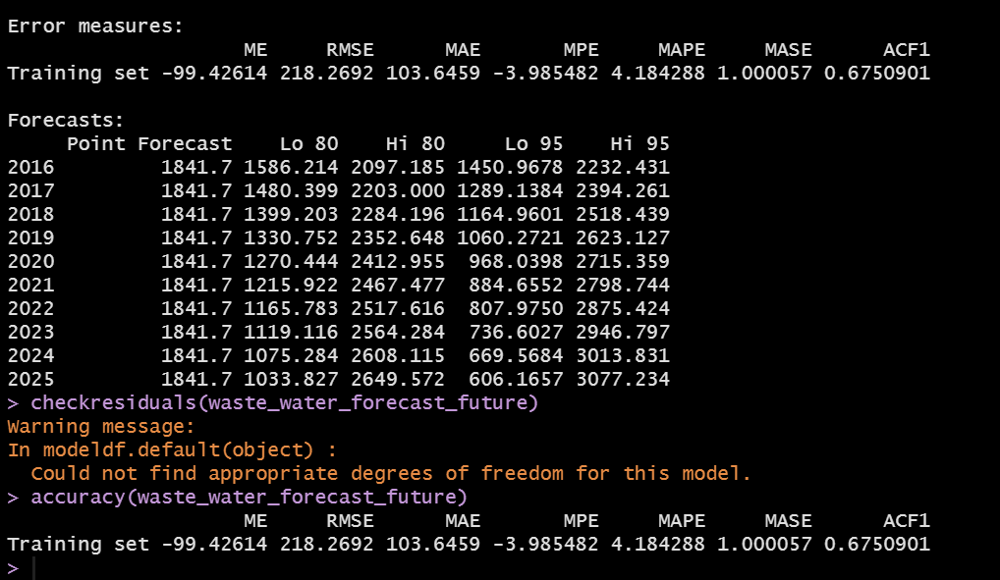 Error measures:
                    ME     RMSE      MAE       MPE     MAPE     MASE      ACF1
Training set -99.42614 218.2692 103.6459 -3.985482 4.184288 1.000057 0.6750901

Forecasts:
     Point Forecast    Lo 80    Hi 80     Lo 95    Hi 95
2016         1841.7 1586.214 2097.185 1450.9678 2232.431
2017         1841.7 1480.399 2203.000 1289.1384 2394.261
2018         1841.7 1399.203 2284.196 1164.9601 2518.439
2019         1841.7 1330.752 2352.648 1060.2721 2623.127
2020         1841.7 1270.444 2412.955  968.0398 2715.359
2021         1841.7 1215.922 2467.477  884.6552 2798.744
2022         1841.7 1165.783 2517.616  807.9750 2875.424
2023         1841.7 1119.116 2564.284  736.6027 2946.797
2024         1841.7 1075.284 2608.115  669.5684 3013.831
2025         1841.7 1033.827 2649.572  606.1657 3077.234
> checkresiduals(waste_water_forecast_future)
Warning message:
In modeldf.default(object) :
  Could not find appropriate degrees of freedom for this model.
> accuracy(waste_water_forecast_future)
                    ME     RMSE      MAE       MPE     MAPE     MASE      ACF1
Training set -99.42614 218.2692 103.6459 -3.985482 4.184288 1.000057 0.6750901
>